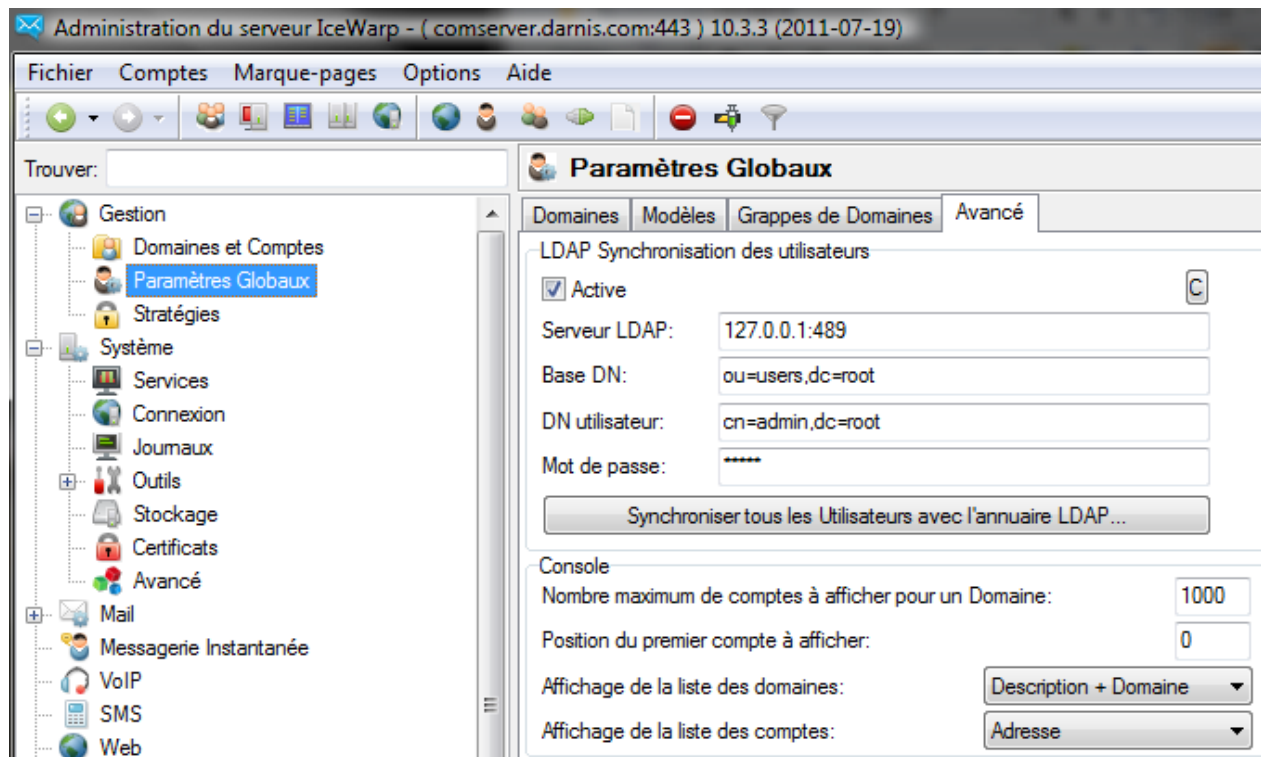 Administration du serveur IceWarp - ( comserver.darnis.com:443 ) 10.3.3 (2011-07-19)
Fichier Comptes Marque-pages Options Aide
Trouver:
Gestion
Domaines et Comptes
Paramètres Globaux
Stratégies
Système
Services
Connexion
Journaux
Outils
Stockage
Certificats
Avancé
Mail
Messagerie Instantanée
VoIP
SMS
Web
Paramètres Globaux
Domaines Modèles Grappes de Domaines Avancé
LDAP Synchronisation des utilisateurs
Active C
Serveur LDAP: 127.0.0.1:489
Base DN: ou=users,dc=root
DN utilisateur: cn=admin,dc=root
Mot de passe: *****
Synchroniser tous les Utilisateurs avec l'annuaire LDAP...
Console
Nombre maximum de comptes à afficher pour un Domaine: 1000
Position du premier compte à afficher: 0
Affichage de la liste des domaines: Description + Domaine
Affichage de la liste des comptes: Adresse